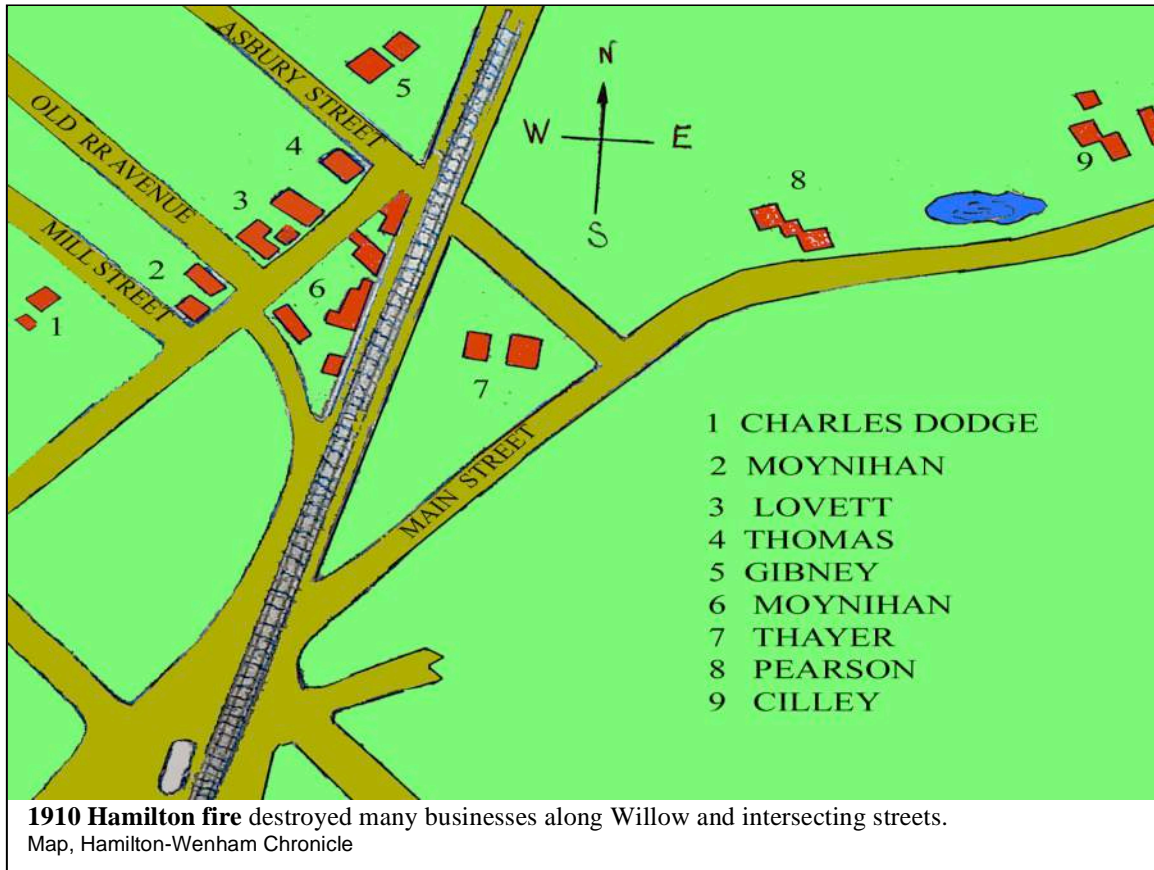 ASBURY STREET
5
N
OLD RR AVENUE
4
W E
9
8
3
S
MILL STREET
2
6
1
7
MAIN STREET
1 CHARLES DODGE
2 MOYNIHAN
3 LOVETT
4 THOMAS
5 GIBNEY
6 MOYNIHAN
7 THAYER
8 PEARSON
9 CILLEY
1910 Hamilton fire destroyed many businesses along Willow and intersecting streets.
Map, Hamilton-Wenham Chronicle